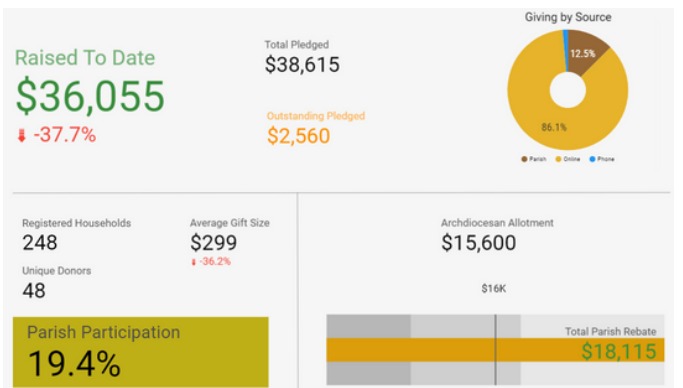 Raised To Date
$36,055
-37.7%
Total Pledged
$38,615
Outstanding Pledged
$2,560
Giving by Source
12.5%
86.1%
Parish Online Phone
Registered Households
248
Unique Donors
48
Average Gift Size
$299
-36.2%
Parish Participation
19.4%
Archdiocesan Allotment
$15,600
$16K
Total Parish Rebate
$18,115